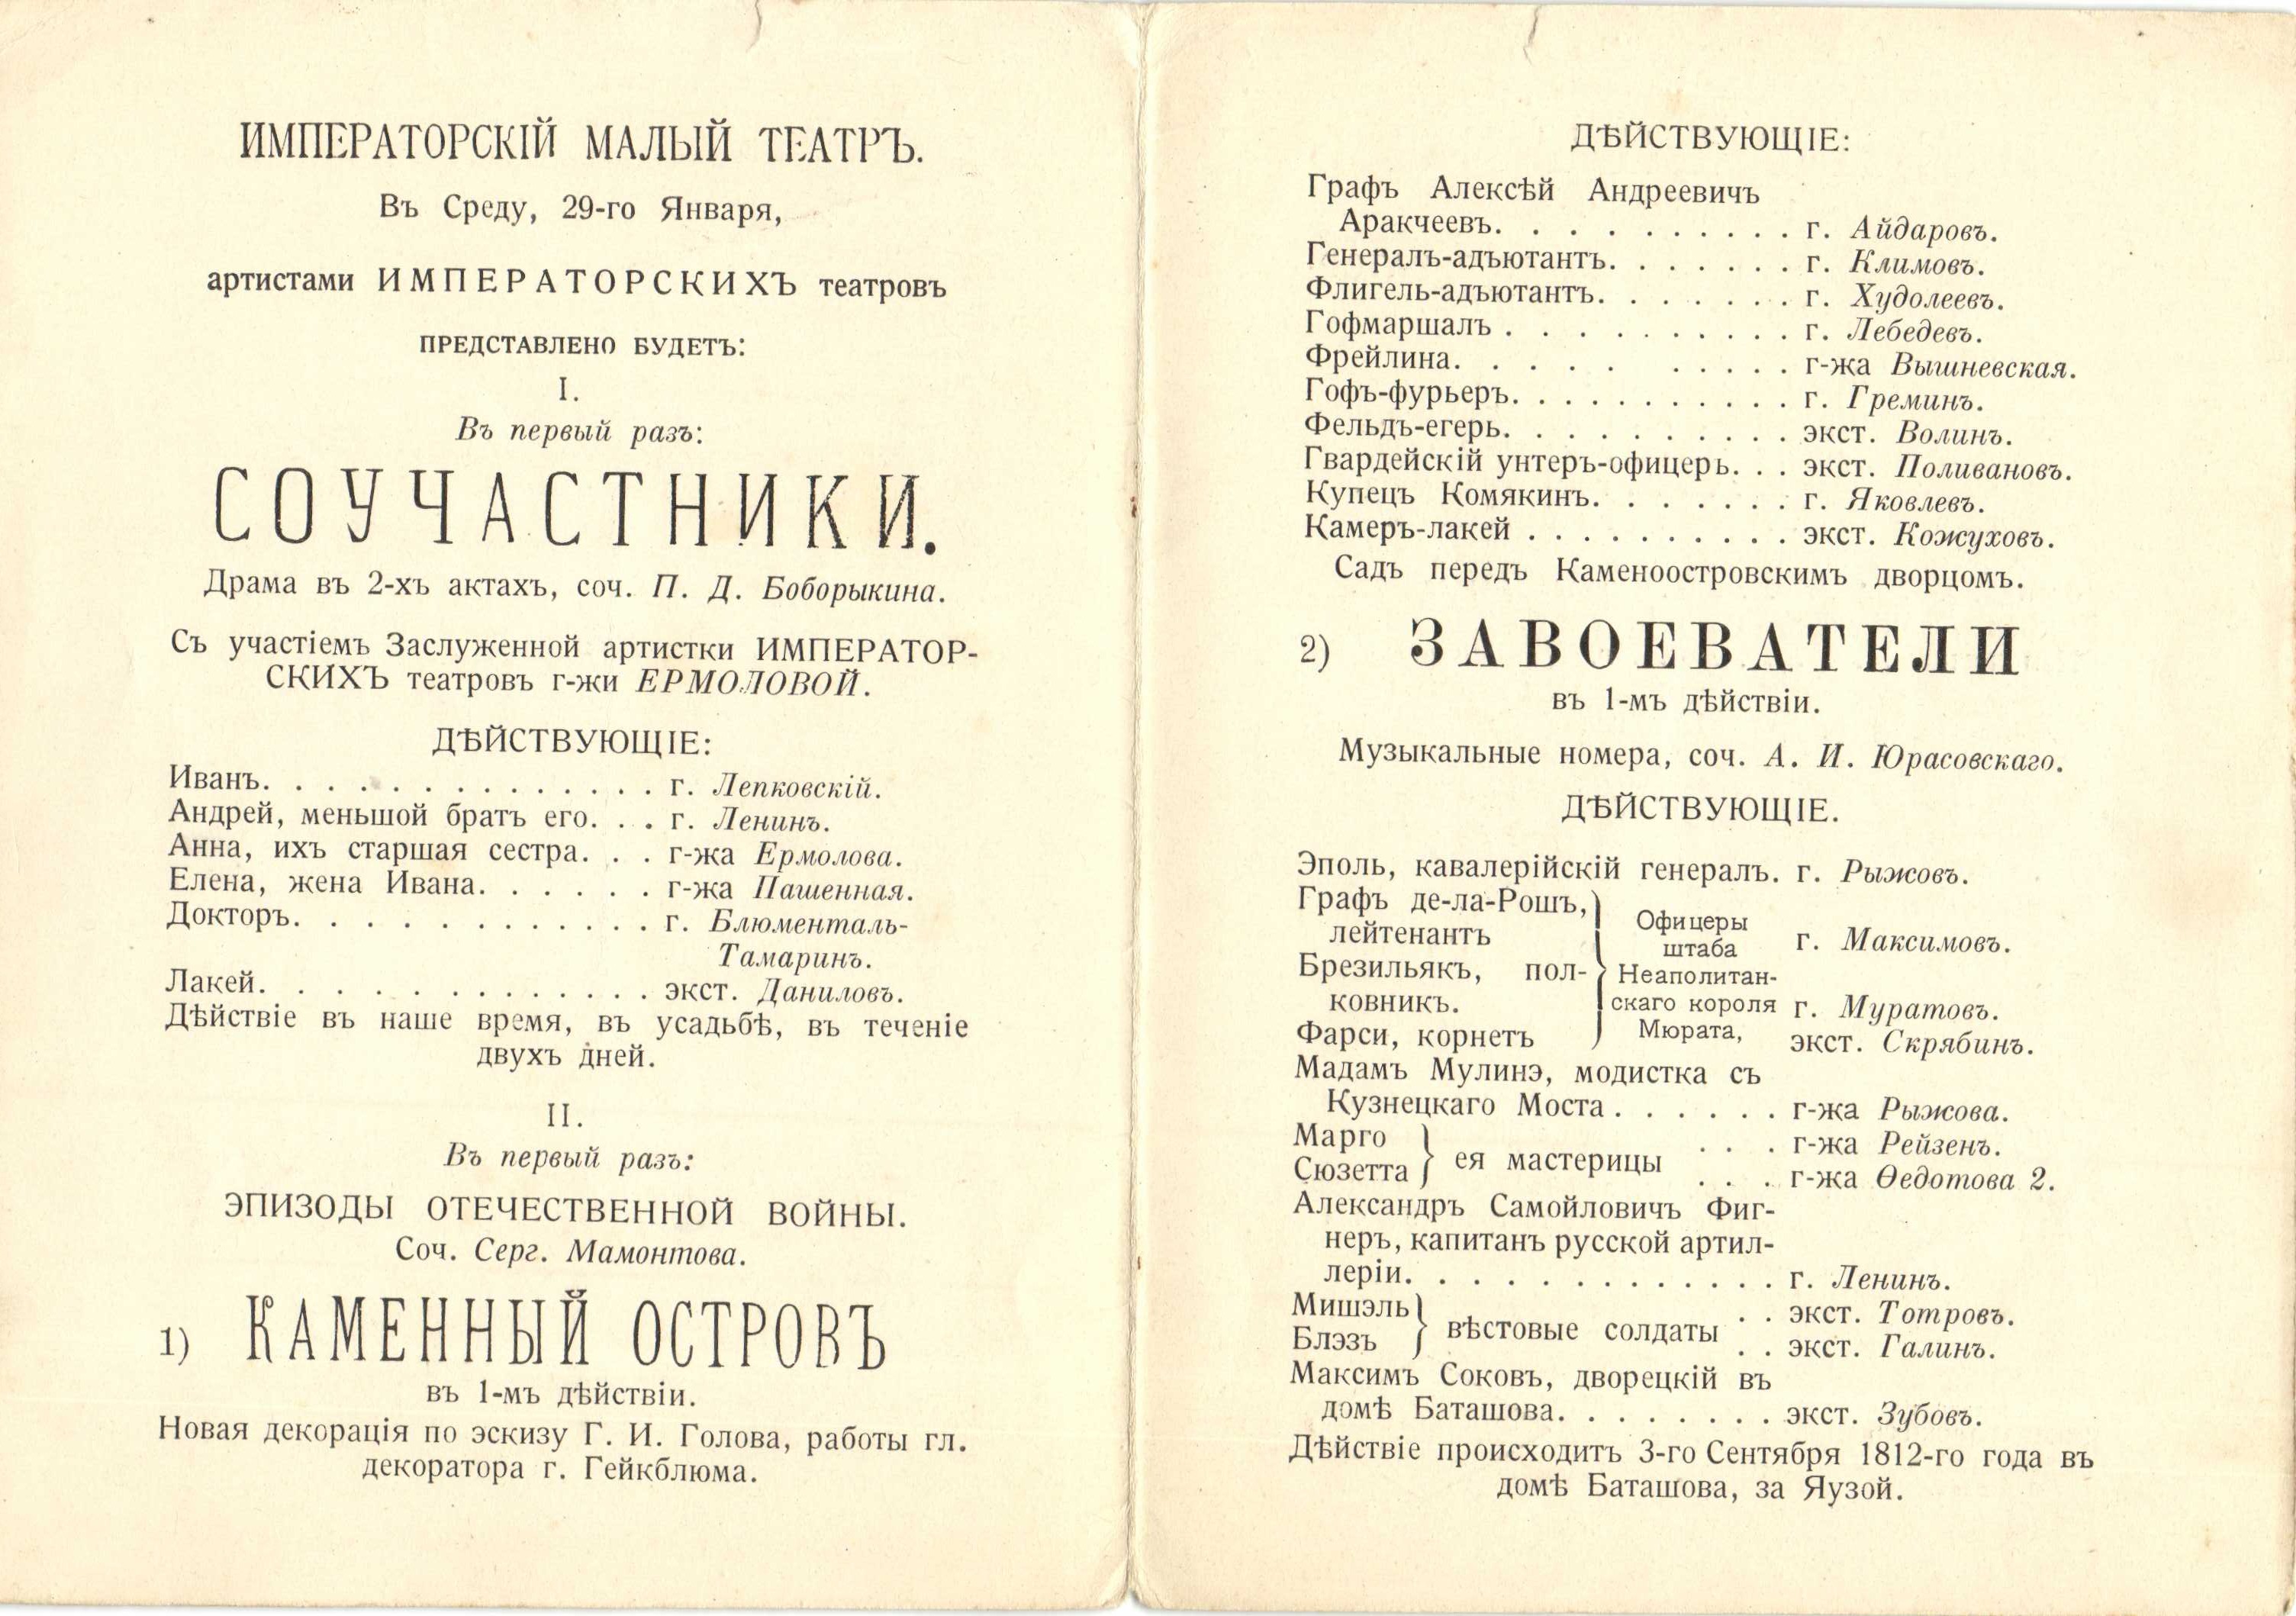 ИМПЕРАТОРСКІЙ МАЛЫЙ ТЕАТРЪ.
Въ Среду, 29-го Января,
артистами ИМПЕРАТОРСКИХЪ театровъ
ПРЕДСТАВЛЕНО БУДЕТЪ:
I.
Въ первый разъ:
СОУЧАСТНИКИ.
Драма въ 2-хъ актахъ, соч. П. Д. Боборыкина.
Съ участіемъ Заслуженной артистки ИМПЕРАТОР-
СКИХЪ театровъ г-жи ЕРМОЛОВОЙ.
ДѢЙСТВУЮЩІЕ:
Иванъ. . . . . . . . . . . . . . г. Лепковскій.
Андрей, меньшой братъ его. . . г. Ленинъ.
Анна, ихъ старшая сестра. . . г-жа Ермолова.
Елена, жена Ивана. . . . . . г-жа Пашенная.
Докторъ. . . . . . . . . . . . г. Блюменталь-
Тамаринъ.
Лакей. . . . . . . . . . . . . экст. Даниловъ.
Дѣйствіе въ наше время, въ усадьбѣ, въ теченіе
двухъ дней.
II.
Въ первый разъ:
ЭПИЗОДЫ ОТЕЧЕСТВЕННОЙ ВОЙНЫ.
Соч. Серг. Мамонтова.
1) КАМЕННЫЙ ОСТРОВЪ
въ 1-мъ дѣйствіи.
Новая декорація по эскизу Г. И. Голова, работы гл.
декоратора г. Гейкблюма.
ДѢЙСТВУЮЩІЕ:
Графъ Алексѣй Андреевичъ
Аракчеевъ. . . . . . . . . . . г. Айдаровъ.
Генералъ-адъютантъ. . . . . . . г. Климовъ.
Флигель-адъютантъ. . . . . . . г. Худолеевъ.
Гофмаршалъ . . . . . . . . . г. Лебедевъ.
Фрейлина. . . . . . . . . . г-жа Вышневская.
Гофъ-фурьеръ. . . . . . . . . . . г. Греминъ.
Фельдъ-егерь. . . . . . . . . . экст. Волинъ.
Гвардейскій унтеръ-офицеръ. . . экст. Поливановъ.
Купецъ Комякинъ. . . . . . . г. Яковлевъ.
Камеръ-лакей . . . . . . . . . . экст. Кожуховъ.
Садъ передъ Каменоостровскимъ дворцомъ.
2) ЗАВОЕВАТЕЛИ
въ 1-мъ дѣйствіи.
Музыкальные номера, соч. А. И. Юрасовскаго.
ДѢЙСТВУЮЩІЕ.
Эполь, кавалерійскій генералъ. г. Рыжовъ.
Графъ де-ла-Рошъ, Офицеры
лейтенантъ штаба г. Максимовъ.
Брезильякъ, пол- Неаполитан-
ковникъ. скаго короля г. Муратовъ.
Фарси, корнетъ Мюрата, экст. Скрябинъ.
Мадамъ Мулинэ, модистка съ
Кузнецкаго Моста . . . . . . г-жа Рыжова.
Марго . . . г-жа Рейзенъ.
ея мастерицы
Сюзетта . . . г-жа Ѳедотова 2.
Александръ Самойловичъ Фиг-
неръ, капитанъ русской артил-
леріи. . . . . . . . . . . . . г. Ленинъ.
Мишэль . . экст. Тотровъ.
вѣстовые солдаты
Блэзъ . . экст. Галинъ.
Максимъ Соковъ, дворецкій въ
домѣ Баташова. . . . . . . . экст. Зубовъ.
Дѣйствіе происходитъ 3-го Сентября 1812-го года въ
домѣ Баташова, за Яузой.